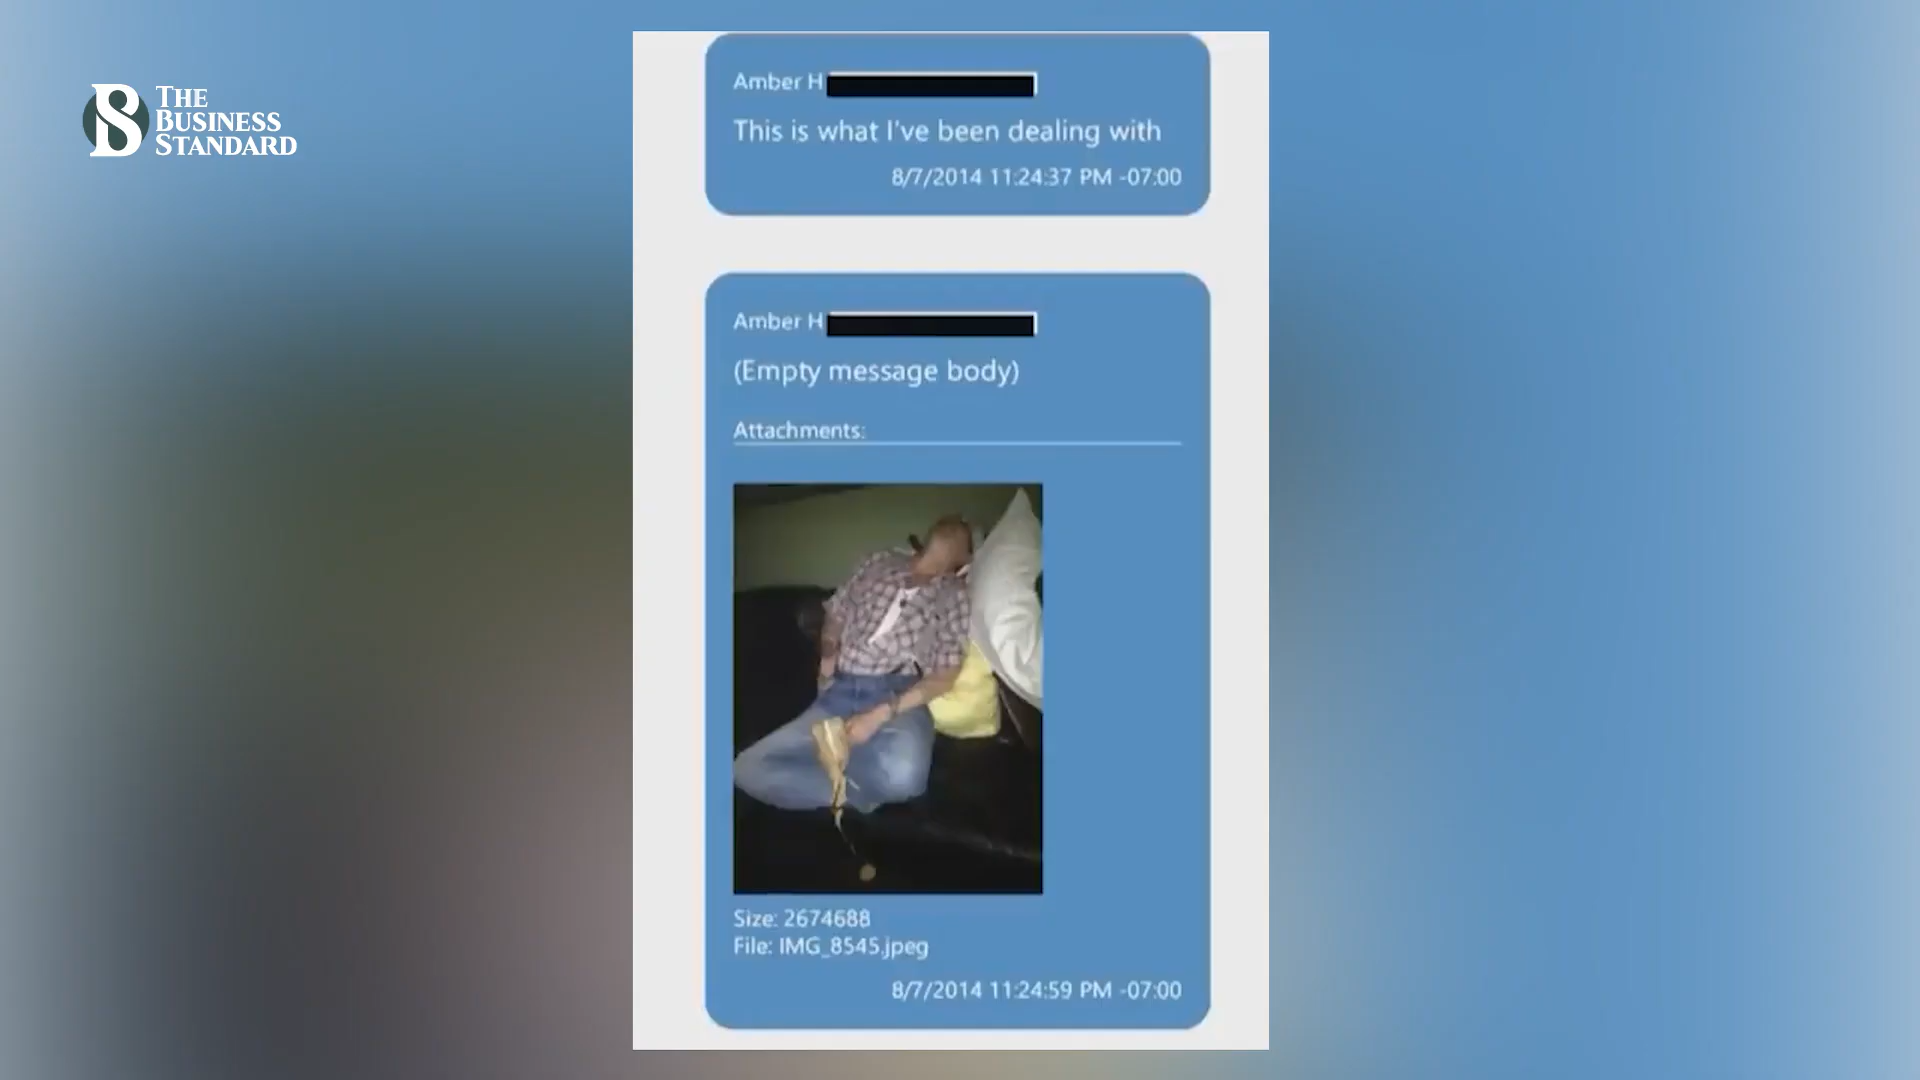 THE
BUSINESS
STANDARD
Amber H
This is what I've been dealing with
8/7/2014 11:24:37 PM -07:00
Amber H
(Empty message body)
Attachments:
Size: 2674688
File: IMG_8545.jpeg
8/7/2014 11:24:59 PM -07:00